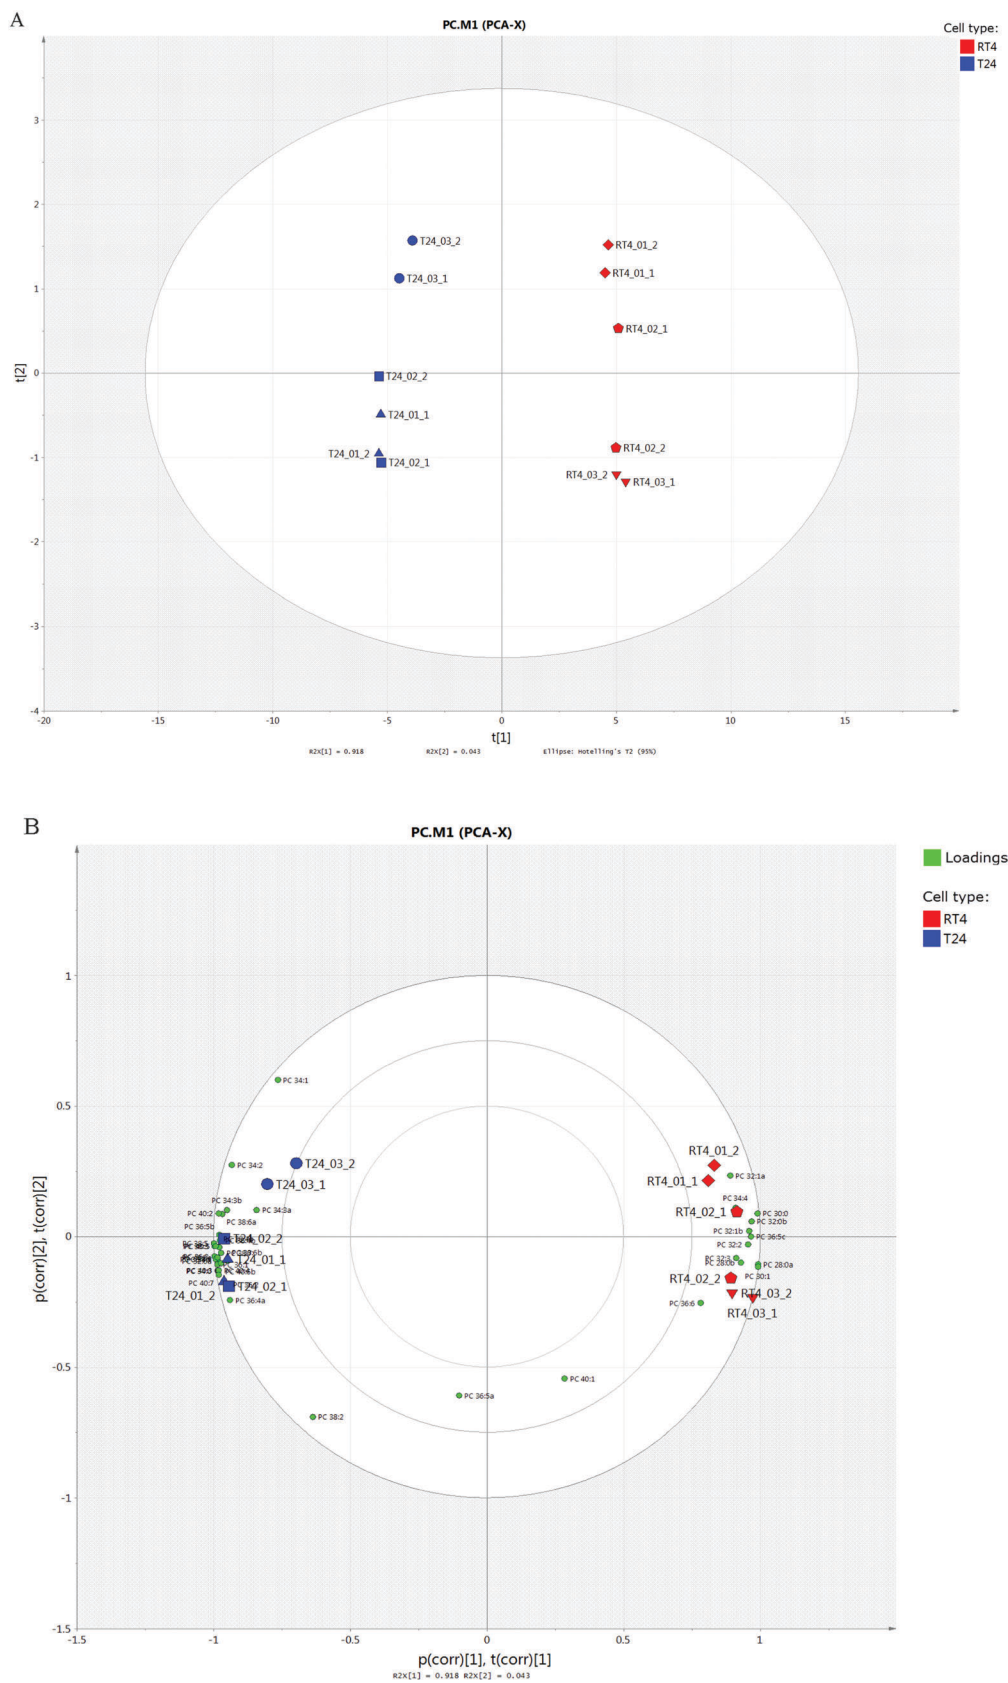 A
PC.M1 (PCA-X)
Cell type:
RT4
T24
3
2
1
0
-1
-2
-3
-4
t[2]
T24_03_2
T24_03_1
T24_02_2
T24_01_1
T24_01_2
T24_02_1
RT4_01_2
RT4_01_1
RT4_02_1
RT4_02_2
RT4_03_2
RT4_03_1
-20 -15 -10 -5 0 5 10 15
t[1]
R2X[1] = 0.918 R2X[2] = 0.043 Ellipse: Hotelling's T2 (95%)
B
PC.M1 (PCA-X)
Loadings
Cell type:
RT4
T24
1
0.5
0
-0.5
-1
-1.5
p(corr)[2], t(corr)[2]
PC 34:1
PC 34:2
T24_03_2
T24_03_1
PC 34:3b
PC 34:3a
PC 40:2
PC 38:6a
PC 36:5b
T24_02_2
PC 38:5
T24_01_1
PC 40:6b
PC 40:7
T24_02_1
T24_01_2
PC 36:4a
PC 38:2
PC 36:5a
PC 40:1
RT4_01_2
PC 32:1a
RT4_01_1
PC 34:4
RT4_02_1
PC 30:0
PC 32:0b
PC 32:1b
PC 36:5c
PC 32:2
PC 32:3
PC 28:0b
PC 28:0a
PC 30:1
RT4_02_2
RT4_03_2
PC 36:6
RT4_03_1
-1.5 -1 -0.5 0 0.5 1
p(corr)[1], t(corr)[1]
R2X[1] = 0.918 R2X[2] = 0.043